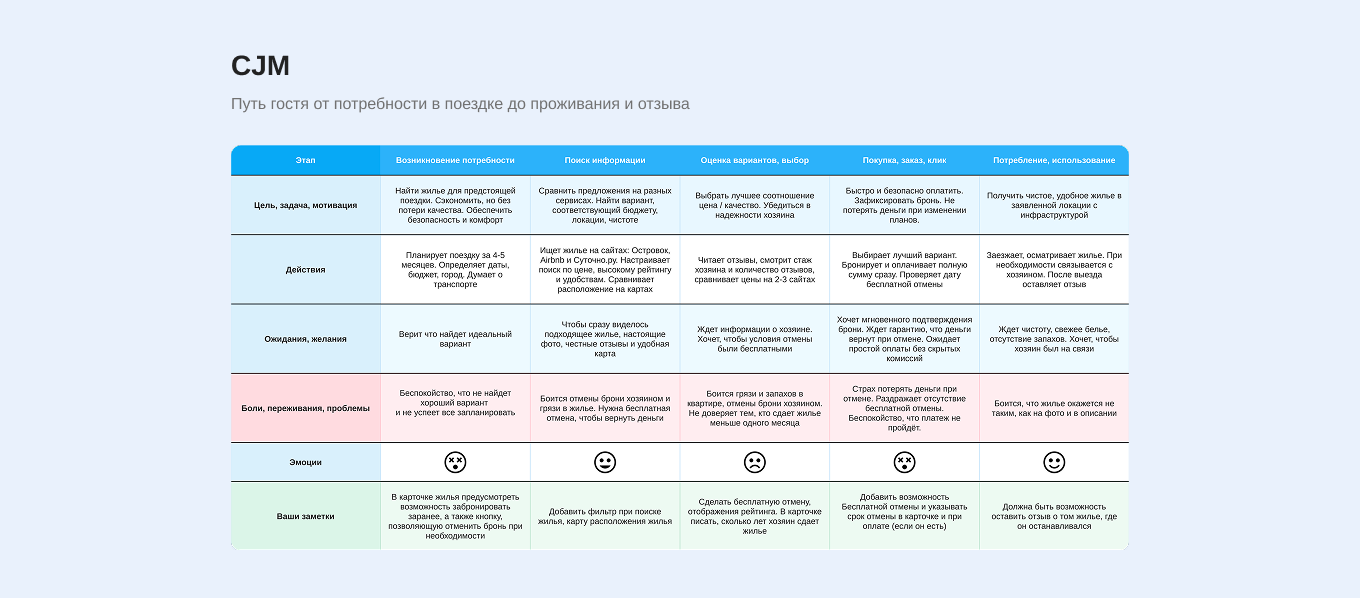 CJM
Путь гостя от потребности в поездке до проживания и отзыва
Этап
Возникновение потребности
Поиск информации
Оценка вариантов, выбор
Покупка, заказ, клик
Потребление, использование
Цель, задача, мотивация
Найти жилье для предстоящей
поездки. Сэкономить, но без
потери качества. Обеспечить
безопасность и комфорт
Сравнить предложения на разных
сервисах. Найти вариант,
соответствующий бюджету,
локации, чистоте
Выбрать лучшее соотношение
цена / качество. Убедиться в
надежности хозяина
Быстро и безопасно оплатить.
Зафиксировать бронь. Не
потерять деньги при изменении
планов.
Получить чистое, удобное жилье в
заявленной локации с
инфраструктурой
Действия
Планирует поездку за 4-5
месяцев. Определяет даты,
бюджет, город. Думает о
транспорте
Ищет жилье на сайтах: Островок,
Airbnb и Суточно.ру. Настраивает
поиск по цене, высокому рейтингу
и удобствам. Сравнивает
расположение на картах
Читает отзывы, смотрит стаж
хозяина и количество отзывов,
сравнивает цены на 2-3 сайтах
Выбирает лучший вариант.
Бронирует и оплачивает полную
сумму сразу. Проверяет дату
бесплатной отмены
Заезжает, осматривает жилье. При
необходимости связывается с
хозяином. После выезда
оставляет отзыв
Ожидания, желания
Верит что найдет идеальный
вариант
Чтобы сразу виделось
подходящее жилье, настоящие
фото, честные отзывы и удобная
карта
Ждет информации о хозяине.
Хочет, чтобы условия отмены
были бесплатными
Хочет мгновенного подтверждения
брони. Ждет гарантию, что деньги
вернут при отмене. Ожидает
простой оплаты без скрытых
комиссий
Ждет чистоту, свежее белье,
отсутствие запахов. Хочет, чтобы
хозяин был на связи
Боли, переживания, проблемы
Беспокойство, что не найдет
хороший вариант
и не успеет все запланировать
Боится отмены брони хозяином и
грязи в жилье. Нужна бесплатная
отмена, чтобы вернуть деньги
Боится грязи и запахов в
квартире, отмены брони хозяином.
Не доверяет тем, кто сдает жилье
меньше одного месяца
Страх потерять деньги при
отмене. Раздражает отсутствие
бесплатной отмены.
Беспокойство, что платеж не
пройдёт.
Боится, что жилье окажется не
таким, как на фото и в описании
Эмоции
Ваши заметки
В карточке жилья предусмотреть
возможность забронировать
заранее, а также кнопку,
позволяющую отменить бронь при
необходимости
Добавить фильтр при поиске
жилья, карту расположения жилья
Сделать бесплатную отмену,
отображения рейтинга. В карточке
писать, сколько лет хозяин сдает
жилье
Добавить возможность
Бесплатной отмены и указывать
срок отмены в карточке и при
оплате (если он есть)
Должна быть возможность
оставить отзыв о том жилье, где
он останавливался